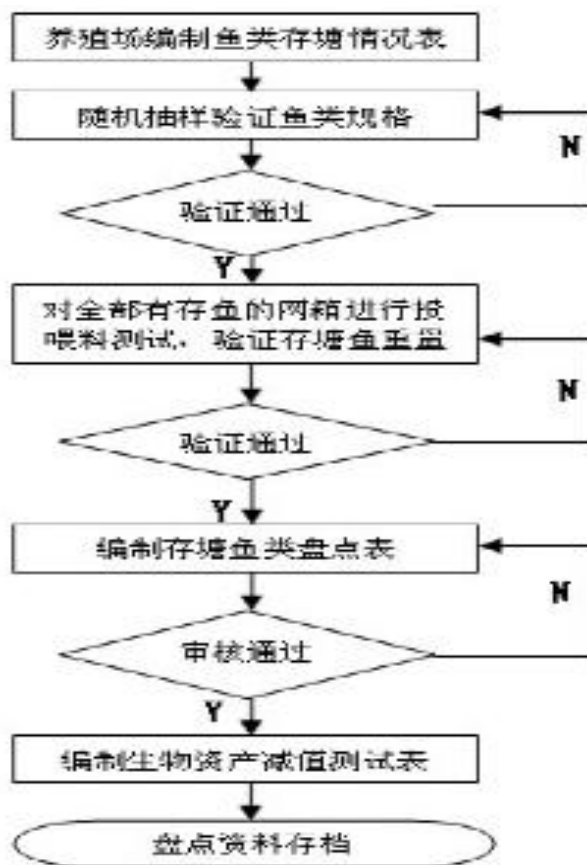 养殖场编制鱼类存塘情况表
随机抽样验证鱼类规格
N
验证通过
Y
对全部有存鱼的网箱进行投
喂料测试，验证存塘鱼重量
N
验证通过
Y
编制存塘鱼类盘点表
N
审核通过
Y
编制生物资产减值测试表
盘点资料存档